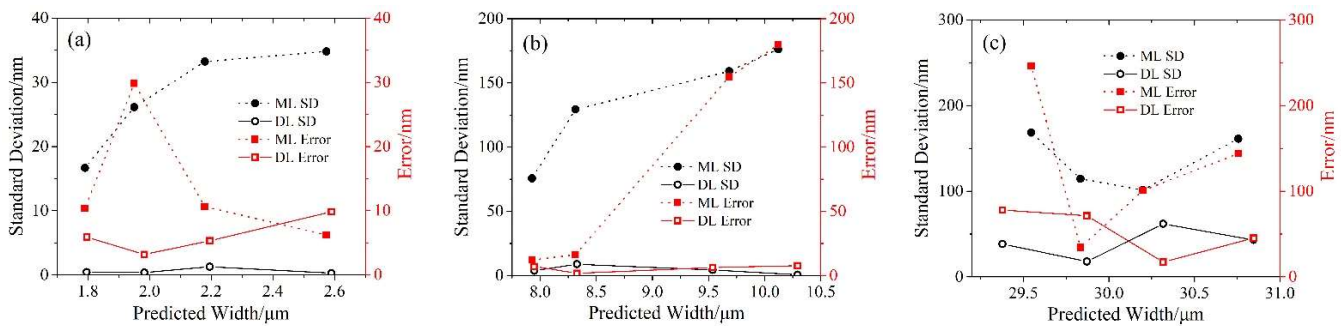 (a)
Standard Deviation/nm
40
30
20
10
0
1.8 2.0 2.2 2.4 2.6
Predicted Width/μm
40
30
20
10
0
Error/nm
ML SD
DL SD
ML Error
DL Error
(b)
Standard Deviation/nm
200
150
100
50
0
8.0 8.5 9.0 9.5 10.0 10.5
Predicted Width/μm
200
150
100
50
0
Error/nm
ML SD
DL SD
ML Error
DL Error
(c)
Standard Deviation/nm
300
200
100
0
29.5 30.0 30.5 31.0
Predicted Width/μm
300
200
100
0
Error/nm
ML SD
DL SD
ML Error
DL Error